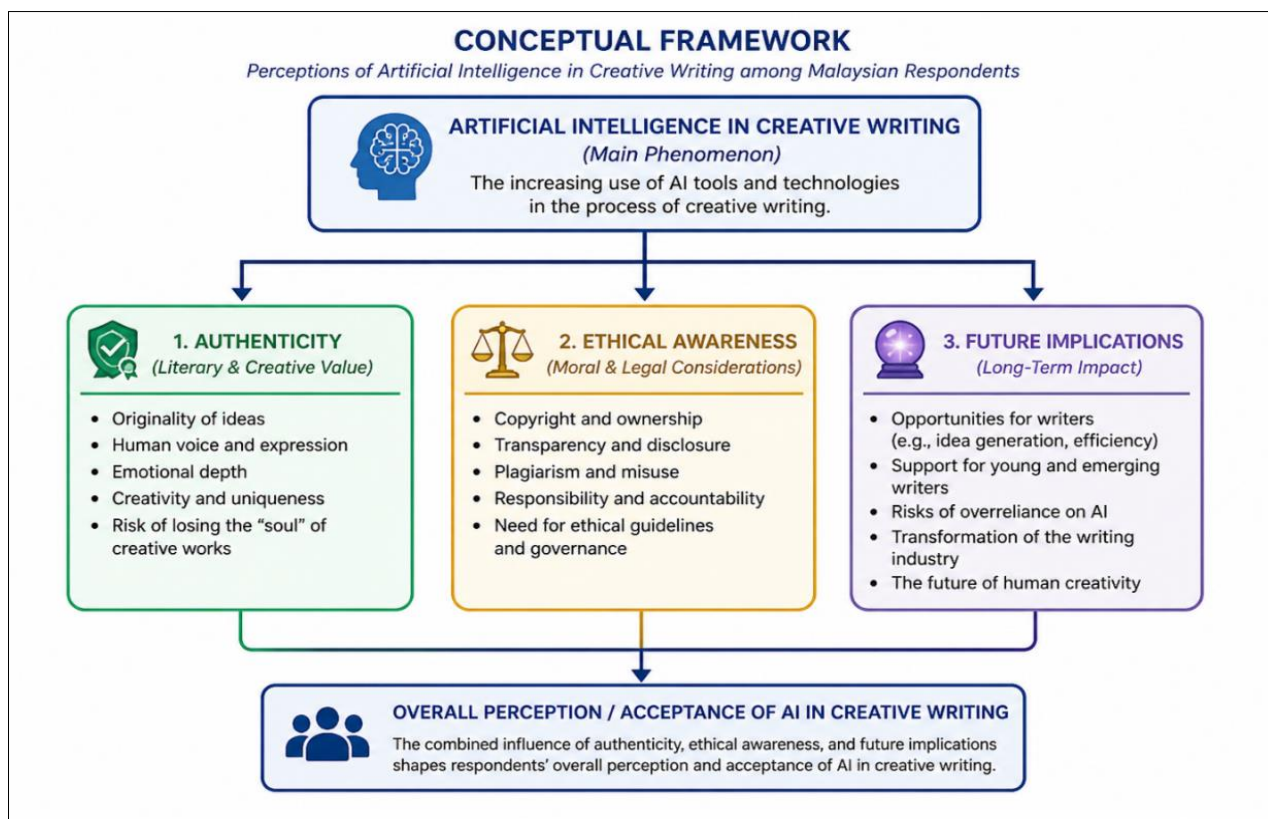 CONCEPTUAL FRAMEWORK
Perceptions of Artificial Intelligence in Creative Writing among Malaysian Respondents
ARTIFICIAL INTELLIGENCE IN CREATIVE WRITING
(Main Phenomenon)
The increasing use of AI tools and technologies
in the process of creative writing.
1. AUTHENTICITY
(Literary & Creative Value)
• Originality of ideas
• Human voice and expression
• Emotional depth
• Creativity and uniqueness
• Risk of losing the “soul” of
creative works
2. ETHICAL AWARENESS
(Moral & Legal Considerations)
• Copyright and ownership
• Transparency and disclosure
• Plagiarism and misuse
• Responsibility and accountability
• Need for ethical guidelines
and governance
3. FUTURE IMPLICATIONS
(Long-Term Impact)
• Opportunities for writers
(e.g., idea generation, efficiency)
• Support for young and emerging
writers
• Risks of overreliance on AI
• Transformation of the writing
industry
• The future of human creativity
OVERALL PERCEPTION / ACCEPTANCE OF AI IN CREATIVE WRITING
The combined influence of authenticity, ethical awareness, and future implications
shapes respondents’ overall perception and acceptance of AI in creative writing.